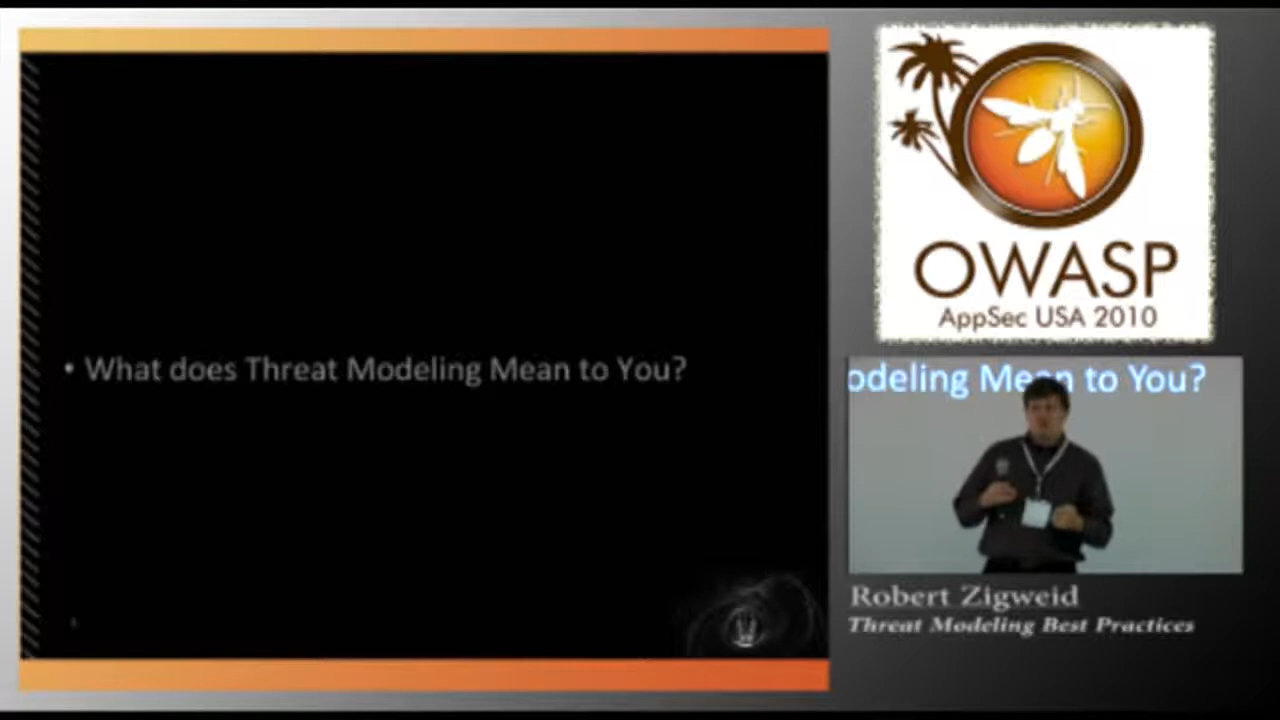 • What does Threat Modeling Mean to You?
OWASP
AppSec USA 2010
odeling Mean to You?
Robert Zigweid
Threat Modeling Best Practices